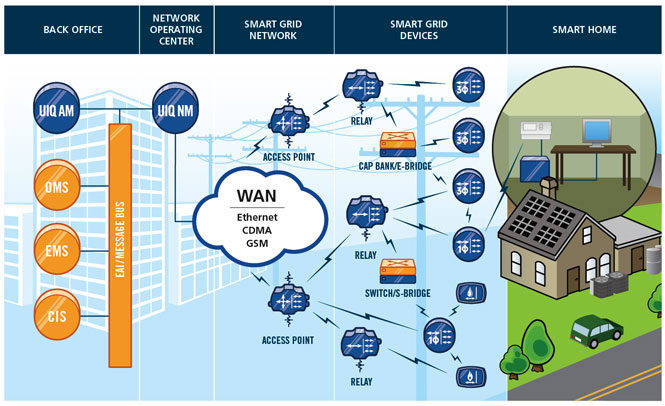 BACK OFFICE
NETWORK
OPERATING
CENTER
SMART GRID
NETWORK
SMART GRID
DEVICES
SMART HOME
UIQ AM
UIQ NM
OMS
EMS
CIS
EAI/MESSAGE BUS
ACCESS POINT
WAN
Ethernet
CDMA
GSM
ACCESS POINT
RELAY
3Φ
3Φ
CAP BANK/E-BRIDGE
3Φ
RELAY
1Φ
SWITCH/S-BRIDGE
1Φ
RELAY